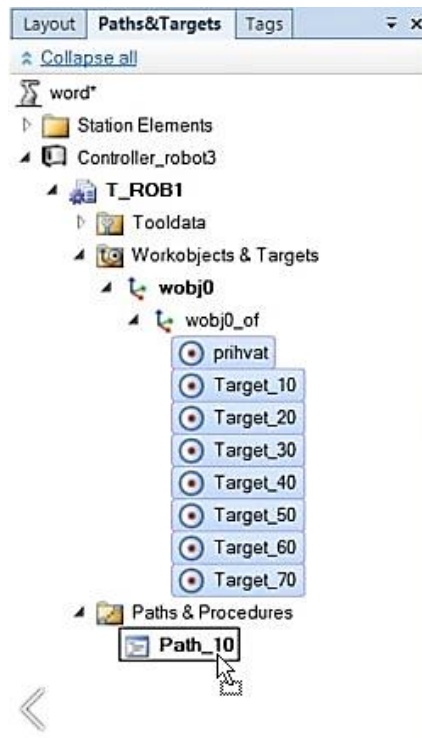 Layout Paths&Targets Tags
Collapse all
word*
Station Elements
Controller_robot3
T_ROB1
Tooldata
Workobjects & Targets
wobj0
wobj0_of
prihvat
Target_10
Target_20
Target_30
Target_40
Target_50
Target_60
Target_70
Paths & Procedures
Path_10